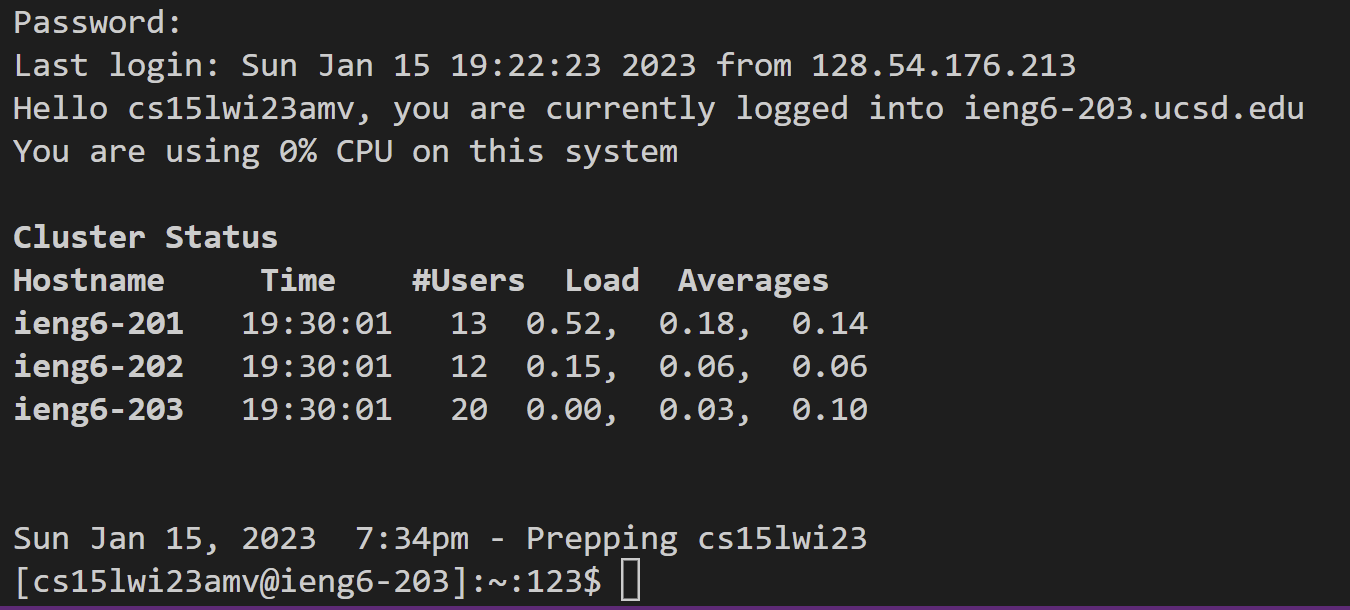 Password:
Last login: Sun Jan 15 19:22:23 2023 from 128.54.176.213
Hello cs15lwi23amv, you are currently logged into ieng6-203.ucsd.edu
You are using 0% CPU on this system
Cluster Status
Hostname     Time    #Users  Load  Averages
ieng6-201   19:30:01   13  0.52,  0.18,  0.14
ieng6-202   19:30:01   12  0.15,  0.06,  0.06
ieng6-203   19:30:01   20  0.00,  0.03,  0.10
Sun Jan 15, 2023  7:34pm - Prepping cs15lwi23
[cs15lwi23amv@ieng6-203]:~:123$